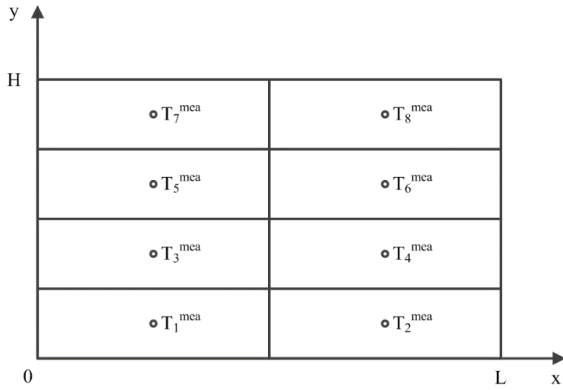 y
H
T₇ᵐᵉᵃ T₈ᵐᵉᵃ
T₅ᵐᵉᵃ T₆ᵐᵉᵃ
T₃ᵐᵉᵃ T₄ᵐᵉᵃ
T₁ᵐᵉᵃ T₂ᵐᵉᵃ
0 L x